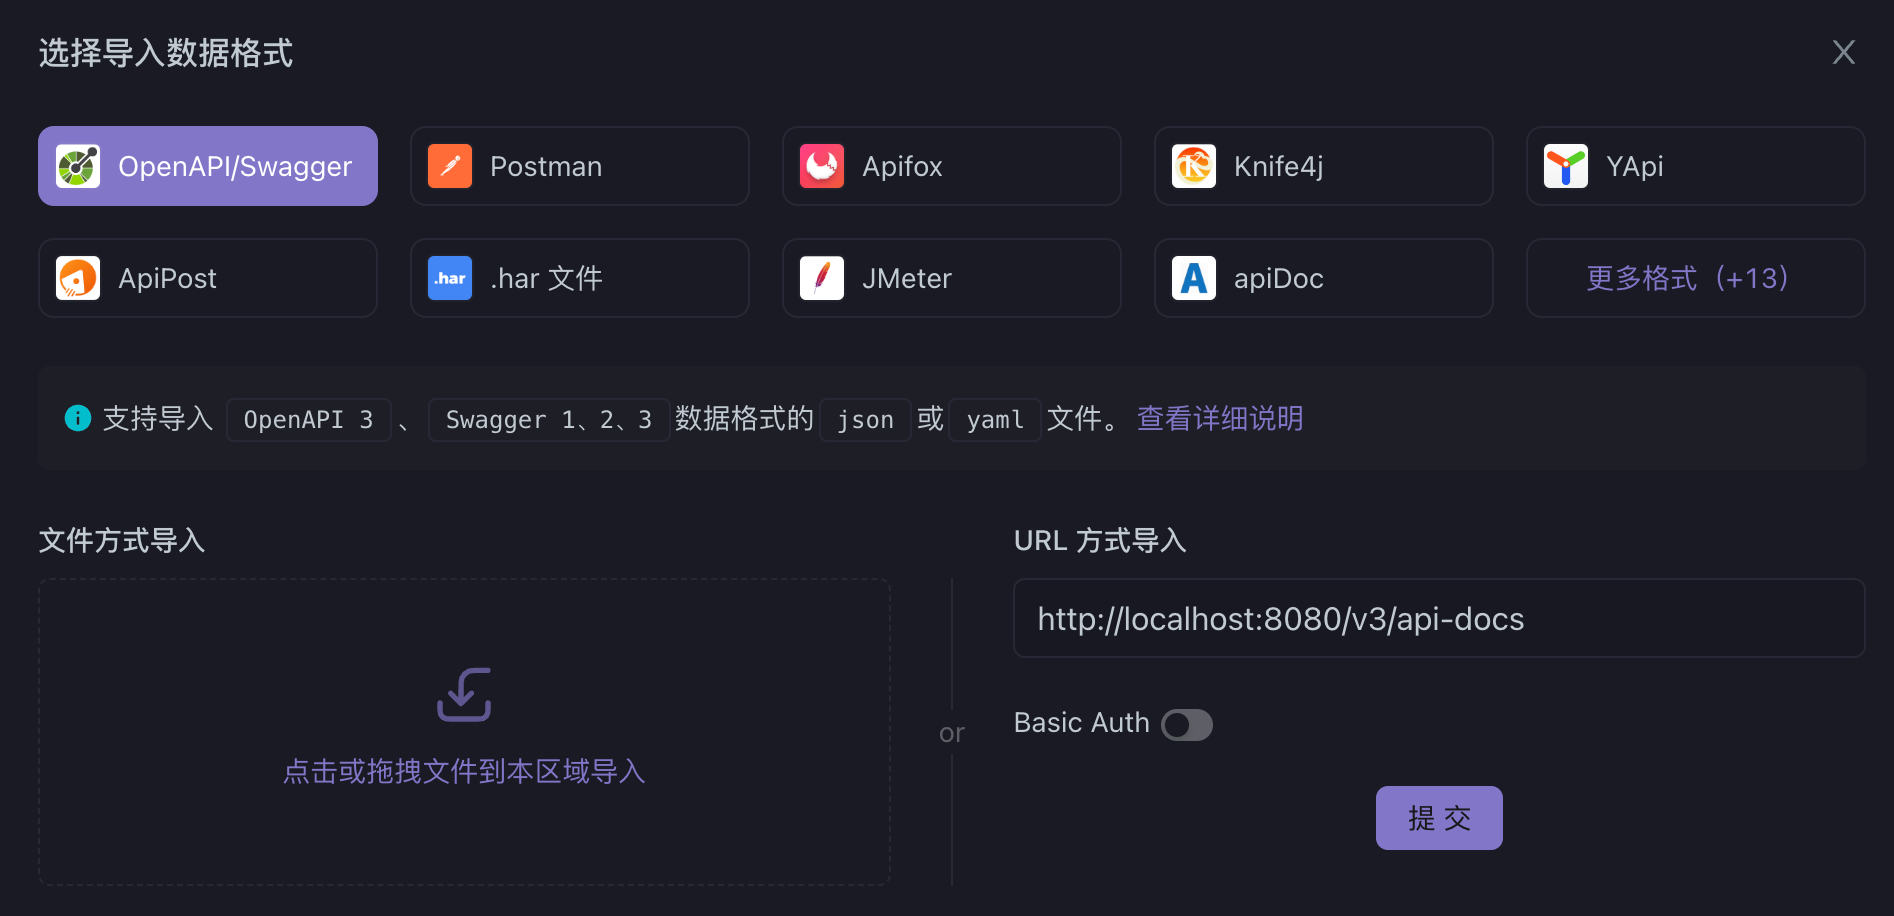 选择导入数据格式
OpenAPI/Swagger
Postman
Apifox
Knife4j
YApi
ApiPost
.har
.har 文件
JMeter
apiDoc
更多格式（+13）
支持导入 OpenAPI 3 、 Swagger 1、2、3 数据格式的 json 或 yaml 文件。 查看详细说明
文件方式导入
点击或拖拽文件到本区域导入
or
URL 方式导入
http://localhost:8080/v3/api-docs
Basic Auth
提 交